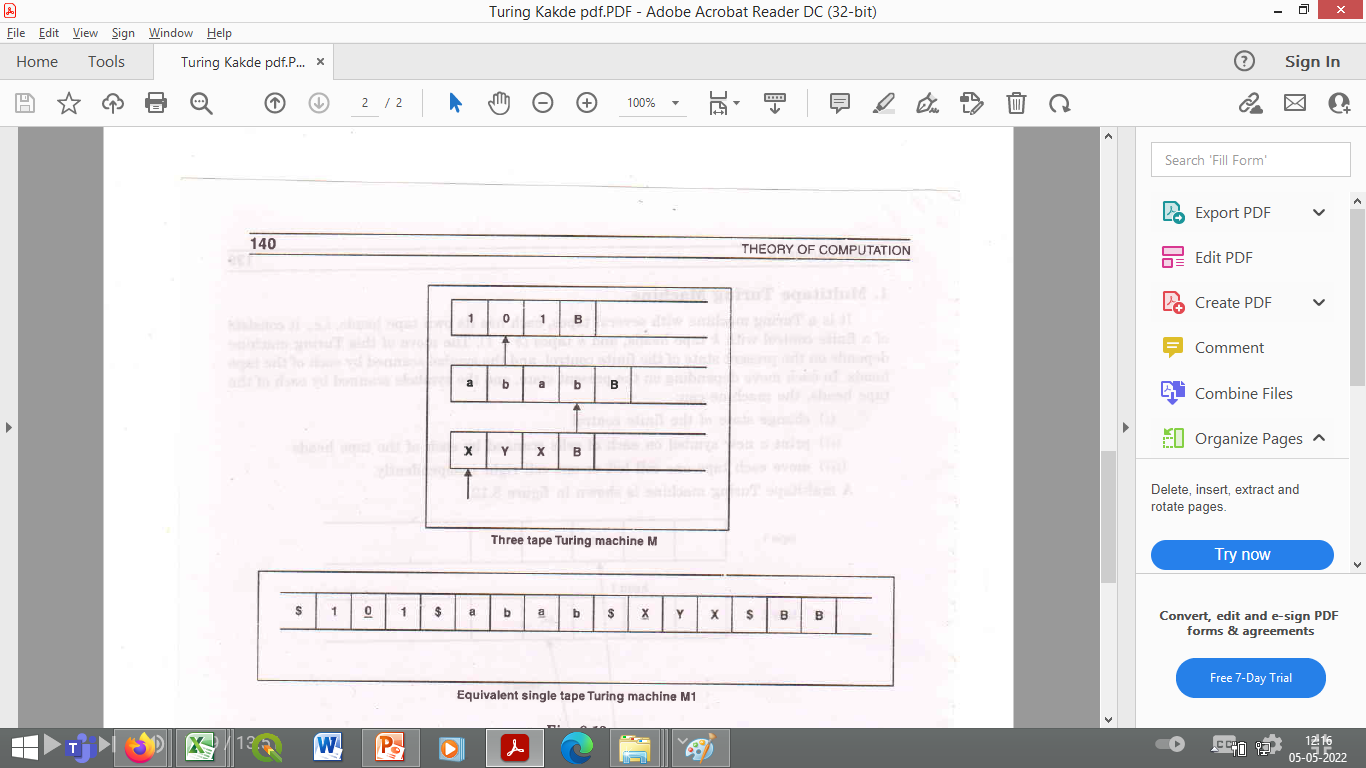 Turing Kakde pdf.PDF - Adobe Acrobat Reader DC (32-bit)
File Edit View Sign Window Help
Home Tools Turing Kakde pdf.P... × Sign In
2 / 2 100%
Search 'Fill Form'
Export PDF
Edit PDF
Create PDF
Comment
Combine Files
Organize Pages
Delete, insert, extract and
rotate pages.
Try now
Convert, edit and e-sign PDF
forms & agreements
Free 7-Day Trial
140 THEORY OF COMPUTATION
1 0 1 B
a b a b B
X Y X B
Three tape Turing machine M
$ 1 0 1 $ a b a b $ X Y X $ B B
Equivalent single tape Turing machine M1
12:16
05-05-2022